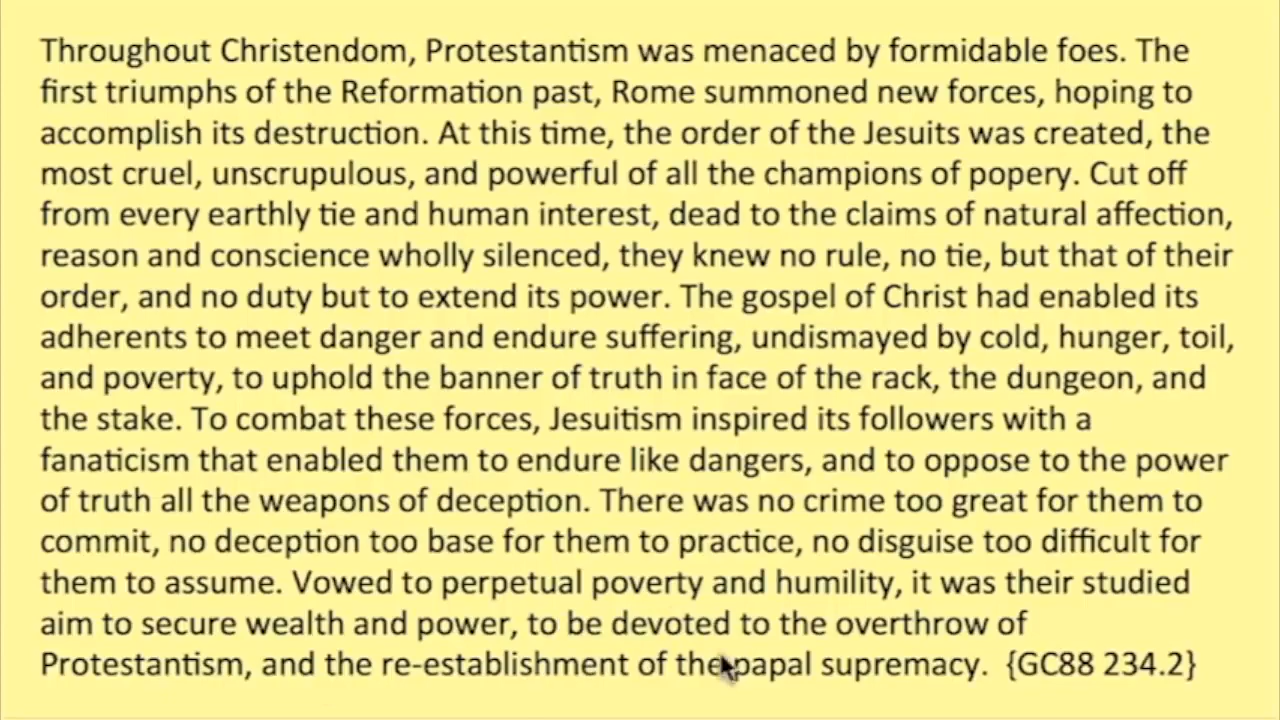 Throughout Christendom, Protestantism was menaced by formidable foes. The
first triumphs of the Reformation past, Rome summoned new forces, hoping to
accomplish its destruction. At this time, the order of the Jesuits was created, the
most cruel, unscrupulous, and powerful of all the champions of popery. Cut off
from every earthly tie and human interest, dead to the claims of natural affection,
reason and conscience wholly silenced, they knew no rule, no tie, but that of their
order, and no duty but to extend its power. The gospel of Christ had enabled its
adherents to meet danger and endure suffering, undismayed by cold, hunger, toil,
and poverty, to uphold the banner of truth in face of the rack, the dungeon, and
the stake. To combat these forces, Jesuitism inspired its followers with a
fanaticism that enabled them to endure like dangers, and to oppose to the power
of truth all the weapons of deception. There was no crime too great for them to
commit, no deception too base for them to practice, no disguise too difficult for
them to assume. Vowed to perpetual poverty and humility, it was their studied
aim to secure wealth and power, to be devoted to the overthrow of
Protestantism, and the re-establishment of the papal supremacy. {GC88 234.2}